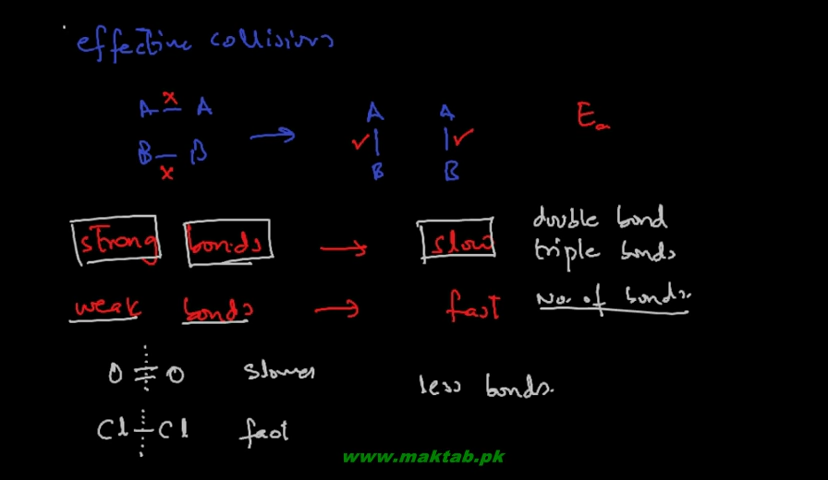 effective collisions
A — A → A A Ea
B — B B B
strong bonds → slow double bond
triple bonds
weak bonds → fast No. of bonds.
O = O slower less bonds.
Cl - Cl fast
www.maktab.pk